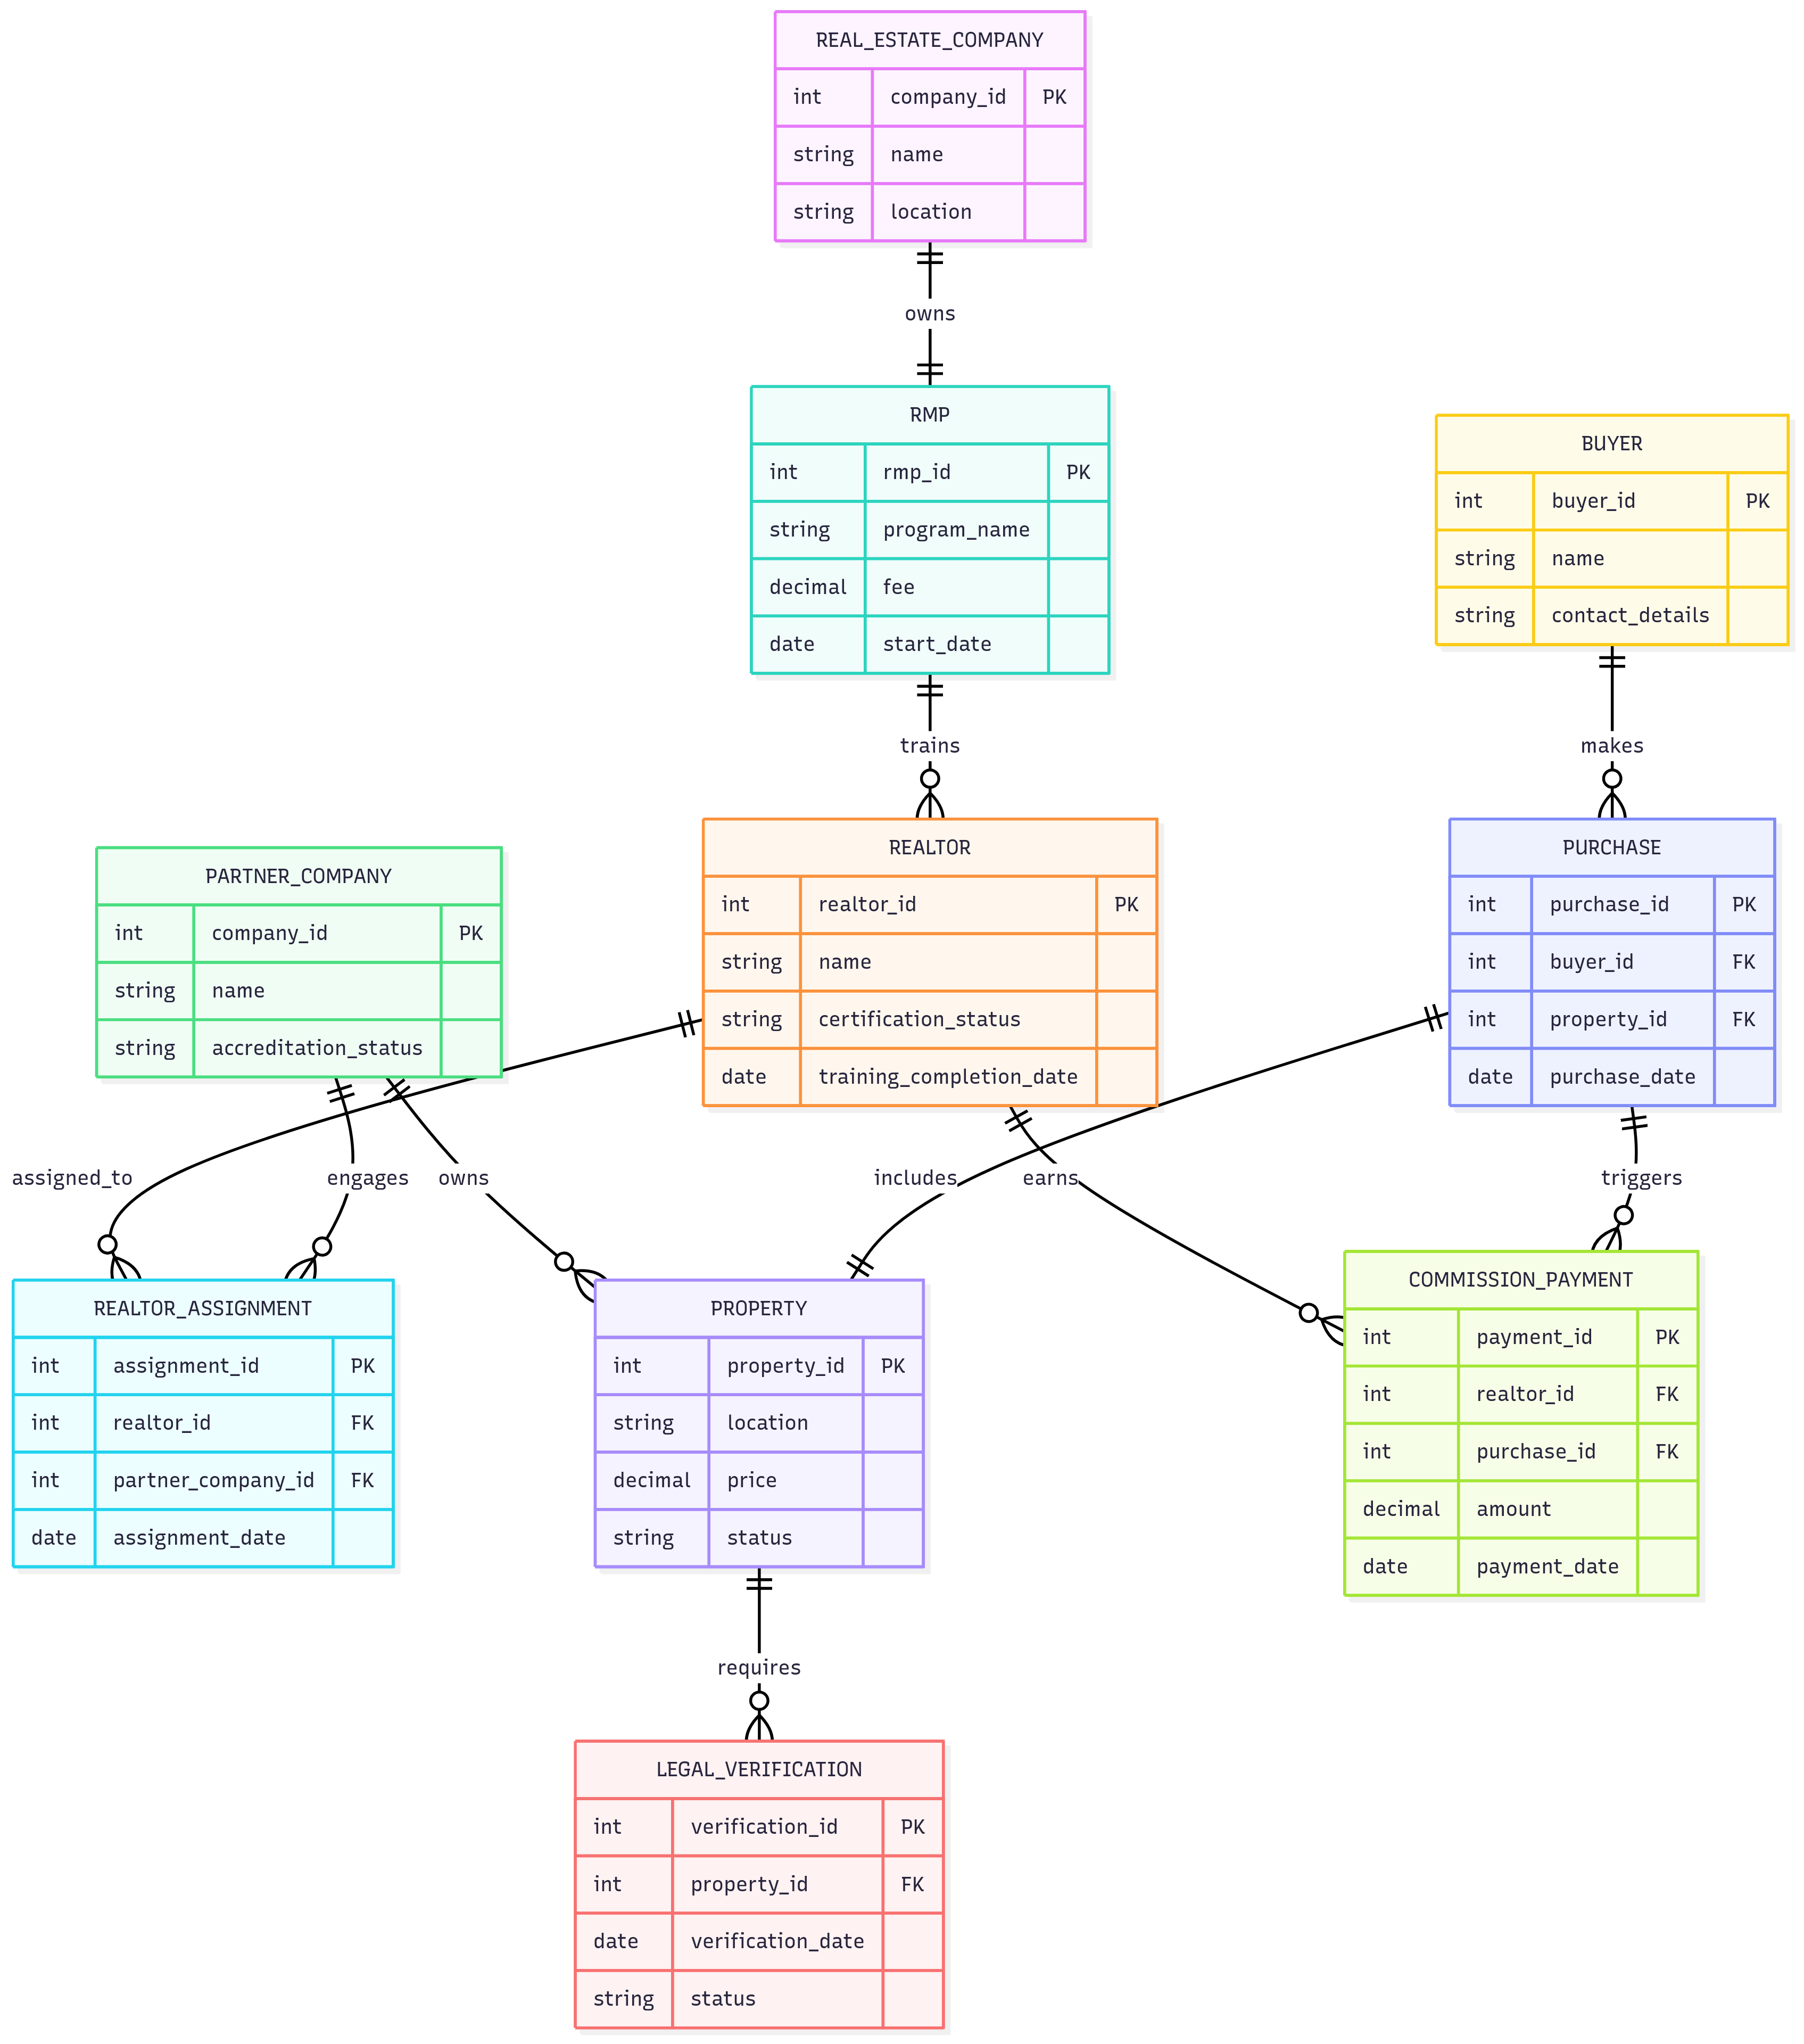 REAL_ESTATE_COMPANY
int company_id PK
string name
string location
owns
RMP
int rmp_id PK
string program_name
decimal fee
date start_date
BUYER
int buyer_id PK
string name
string contact_details
trains
makes
PARTNER_COMPANY
int company_id PK
string name
string accreditation_status
REALTOR
int realtor_id PK
string name
string certification_status
date training_completion_date
PURCHASE
int purchase_id PK
int buyer_id FK
int property_id FK
date purchase_date
assigned_to
engages
owns
includes
earns
triggers
REALTOR_ASSIGNMENT
int assignment_id PK
int realtor_id FK
int partner_company_id FK
date assignment_date
PROPERTY
int property_id PK
string location
decimal price
string status
COMMISSION_PAYMENT
int payment_id PK
int realtor_id FK
int purchase_id FK
decimal amount
date payment_date
requires
LEGAL_VERIFICATION
int verification_id PK
int property_id FK
date verification_date
string status